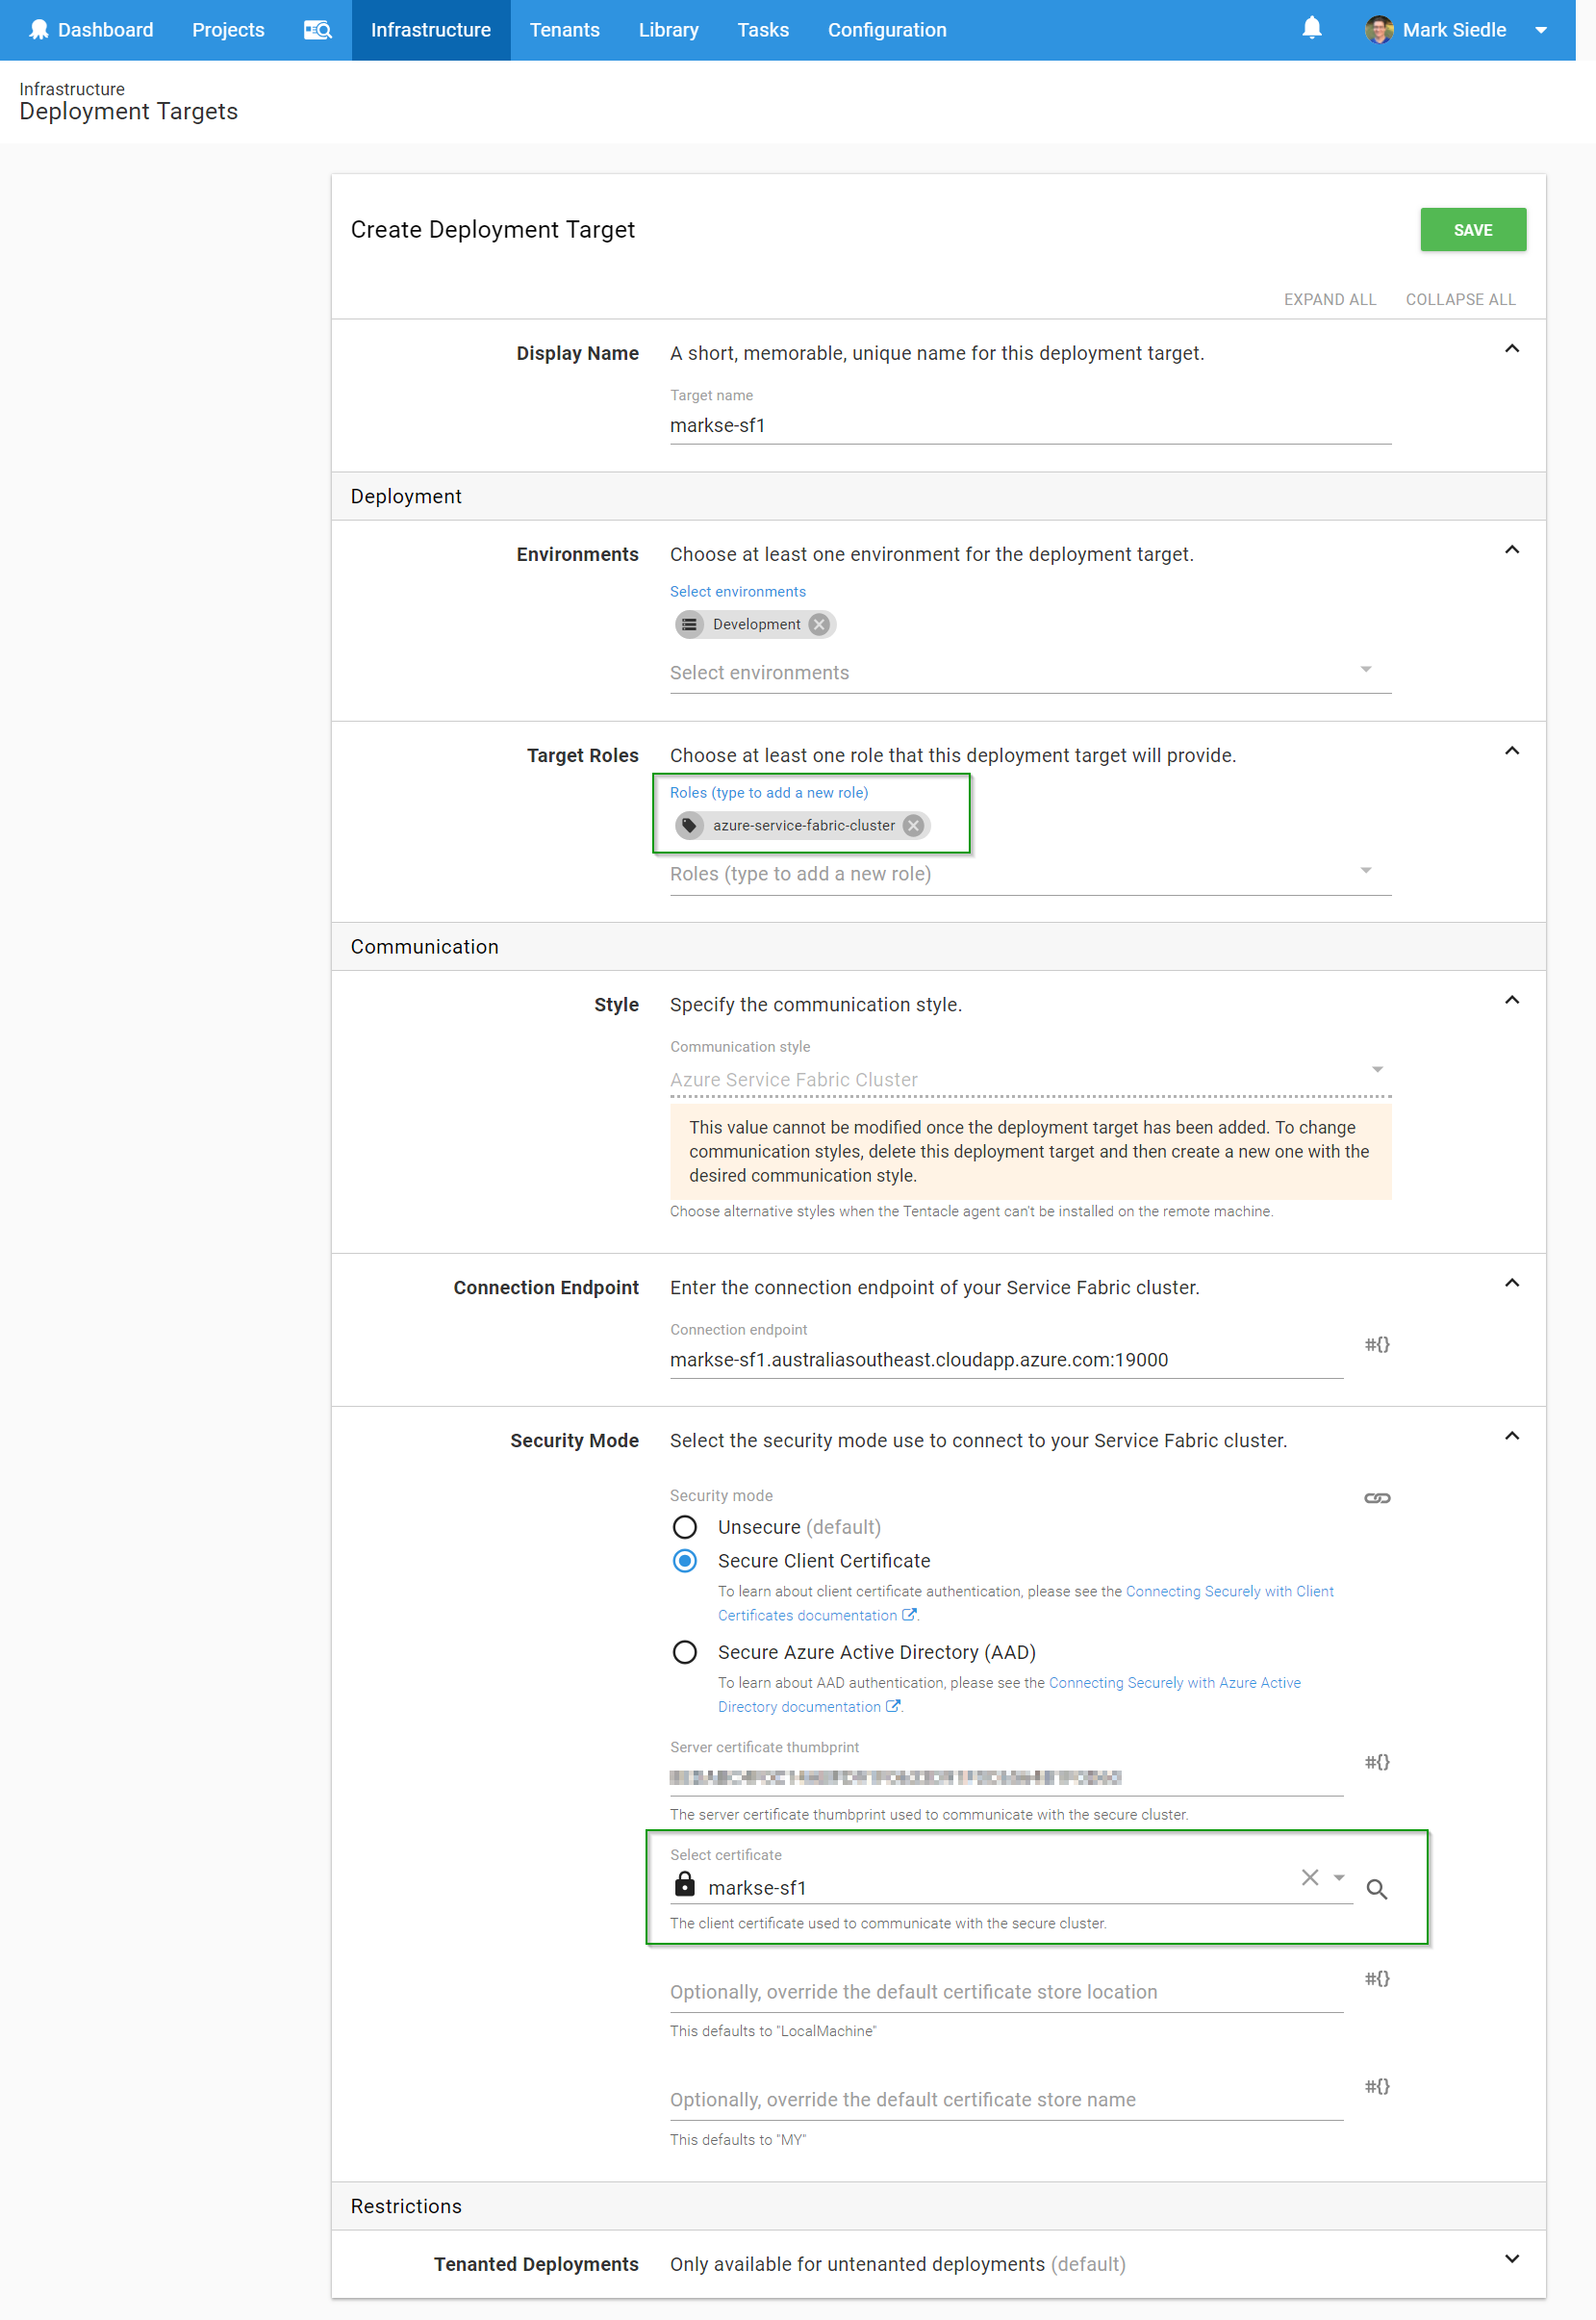 Dashboard Projects Infrastructure Tenants Library Tasks Configuration Mark Siedle
Infrastructure
Deployment Targets
Create Deployment Target
SAVE
EXPAND ALL COLLAPSE ALL
Display Name A short, memorable, unique name for this deployment target.
Target name
markse-sf1
Deployment
Environments Choose at least one environment for the deployment target.
Select environments
Development
Select environments
Target Roles Choose at least one role that this deployment target will provide.
Roles (type to add a new role)
azure-service-fabric-cluster
Roles (type to add a new role)
Communication
Style Specify the communication style.
Communication style
Azure Service Fabric Cluster
This value cannot be modified once the deployment target has been added. To change
communication styles, delete this deployment target and then create a new one with the
desired communication style.
Choose alternative styles when the Tentacle agent can't be installed on the remote machine.
Connection Endpoint Enter the connection endpoint of your Service Fabric cluster.
Connection endpoint
#{}
markse-sf1.australiasoutheast.cloudapp.azure.com:19000
Security Mode Select the security mode use to connect to your Service Fabric cluster.
Security mode
Unsecure (default)
Secure Client Certificate
To learn about client certificate authentication, please see the Connecting Securely with Client
Certificates documentation.
Secure Azure Active Directory (AAD)
To learn about AAD authentication, please see the Connecting Securely with Azure Active
Directory documentation.
Server certificate thumbprint
#{}
The server certificate thumbprint used to communicate with the secure cluster.
Select certificate
markse-sf1
The client certificate used to communicate with the secure cluster.
#{}
Optionally, override the default certificate store location
This defaults to "LocalMachine"
#{}
Optionally, override the default certificate store name
This defaults to "MY"
Restrictions
Tenanted Deployments Only available for untenanted deployments (default)